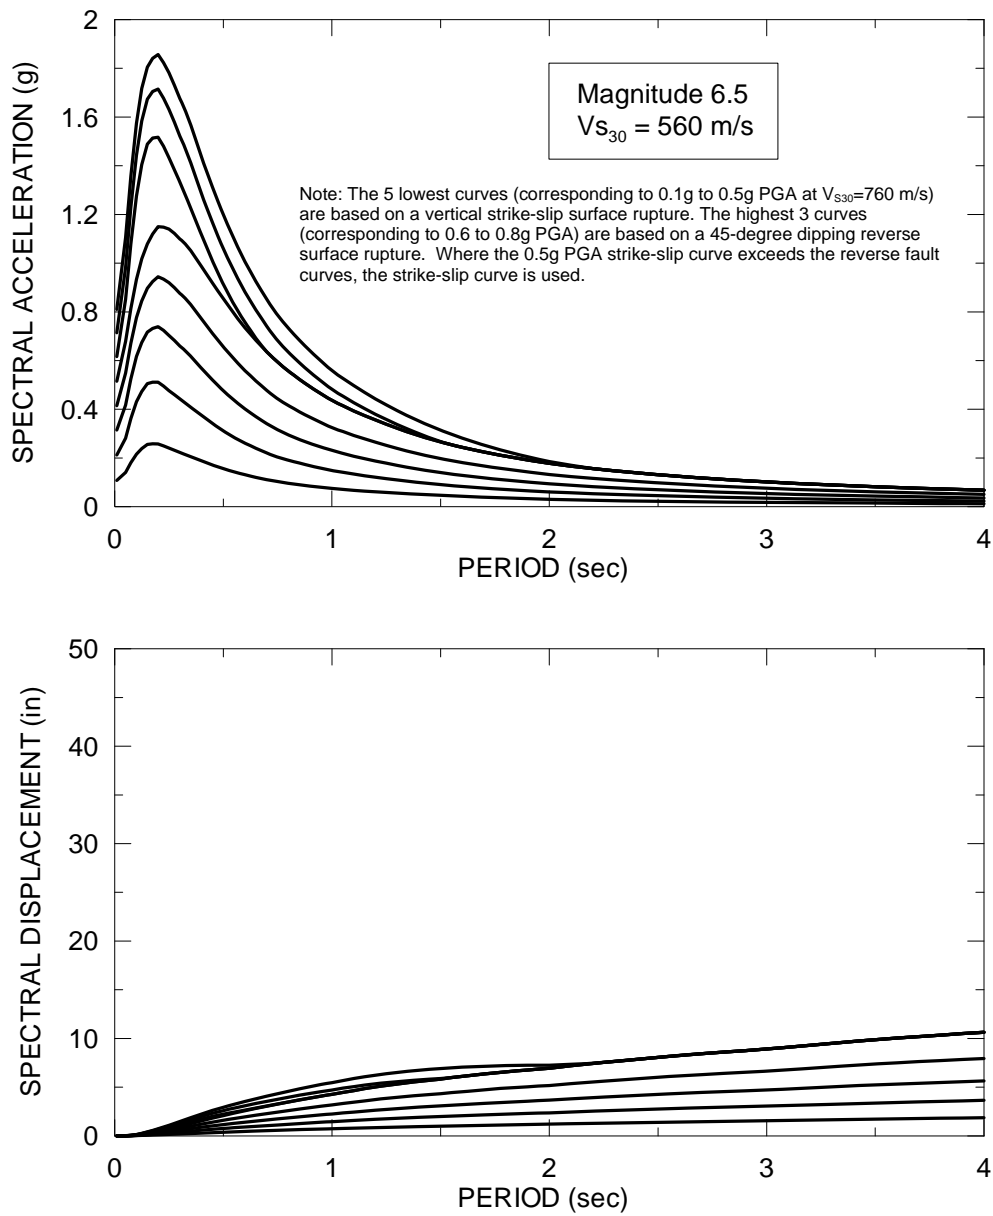 2
1.6
1.2
0.8
0.4
0
SPECTRAL ACCELERATION (g)
Magnitude 6.5
Vs30 = 560 m/s
Note: The 5 lowest curves (corresponding to 0.1g to 0.5g PGA at VS30=760 m/s)
are based on a vertical strike-slip surface rupture. The highest 3 curves
(corresponding to 0.6 to 0.8g PGA) are based on a 45-degree dipping reverse
surface rupture.  Where the 0.5g PGA strike-slip curve exceeds the reverse fault
curves, the strike-slip curve is used.
0 1 2 3 4
PERIOD (sec)
50
40
30
20
10
0
SPECTRAL DISPLACEMENT (in)
0 1 2 3 4
PERIOD (sec)